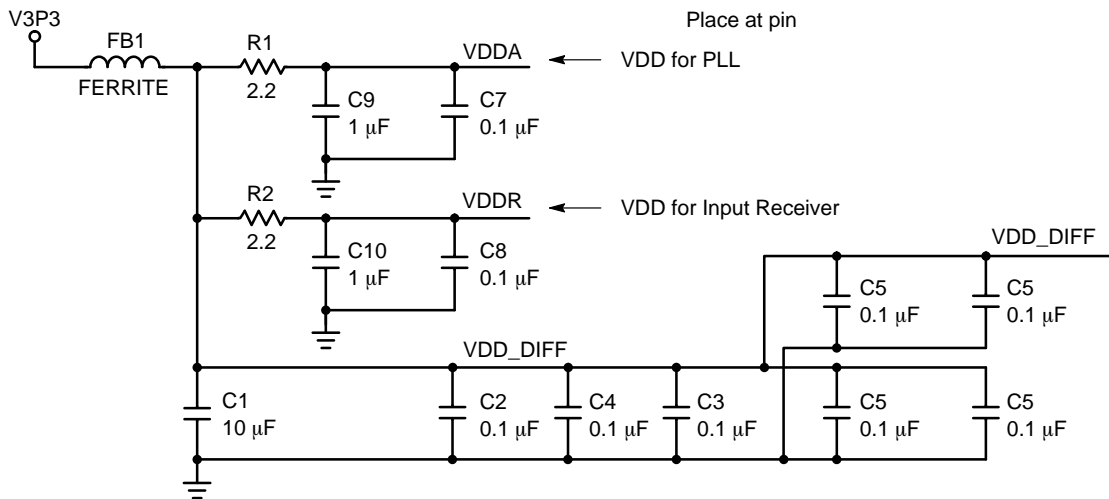 V3P3
Place at pin
FB1
FERRITE
R1
2.2
VDDA
VDD for PLL
C9
1 μF
C7
0.1 μF
R2
2.2
VDDR
VDD for Input Receiver
C10
1 μF
C8
0.1 μF
VDD_DIFF
C5
0.1 μF
C5
0.1 μF
VDD_DIFF
C1
10 μF
C2
0.1 μF
C4
0.1 μF
C3
0.1 μF
C5
0.1 μF
C5
0.1 μF